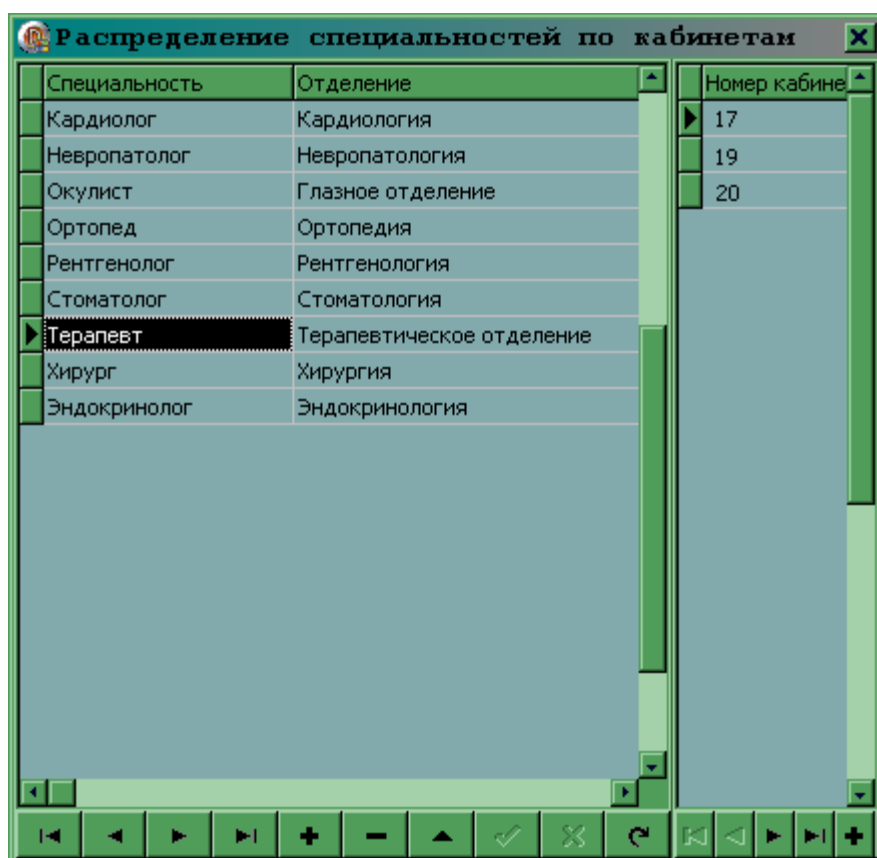 Распределение специальностей по кабинетам
Специальность Отделение Номер кабине
Кардиолог Кардиология 17
Невропатолог Невропатология 19
Окулист Глазное отделение 20
Ортопед Ортопедия
Рентгенолог Рентгенология
Стоматолог Стоматология
Терапевт Терапевтическое отделение
Хирург Хирургия
Эндокринолог Эндокринология